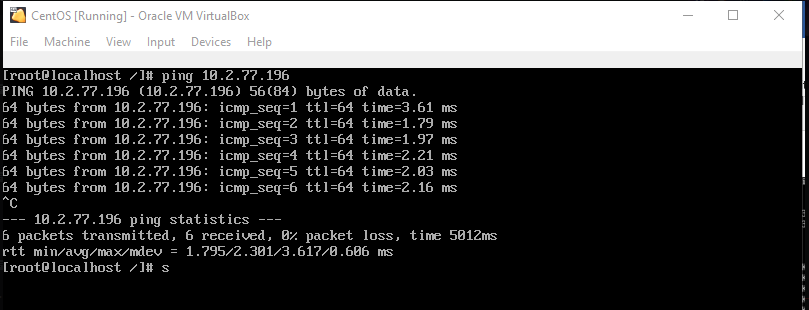 CentOS [Running] - Oracle VM VirtualBox
File Machine View Input Devices Help
[root@localhost /]# ping 10.2.77.196
PING 10.2.77.196 (10.2.77.196) 56(84) bytes of data.
64 bytes from 10.2.77.196: icmp_seq=1 ttl=64 time=3.61 ms
64 bytes from 10.2.77.196: icmp_seq=2 ttl=64 time=1.79 ms
64 bytes from 10.2.77.196: icmp_seq=3 ttl=64 time=1.97 ms
64 bytes from 10.2.77.196: icmp_seq=4 ttl=64 time=2.21 ms
64 bytes from 10.2.77.196: icmp_seq=5 ttl=64 time=2.03 ms
64 bytes from 10.2.77.196: icmp_seq=6 ttl=64 time=2.16 ms
^C
--- 10.2.77.196 ping statistics ---
6 packets transmitted, 6 received, 0% packet loss, time 5012ms
rtt min/avg/max/mdev = 1.795/2.301/3.617/0.606 ms
[root@localhost /]# s